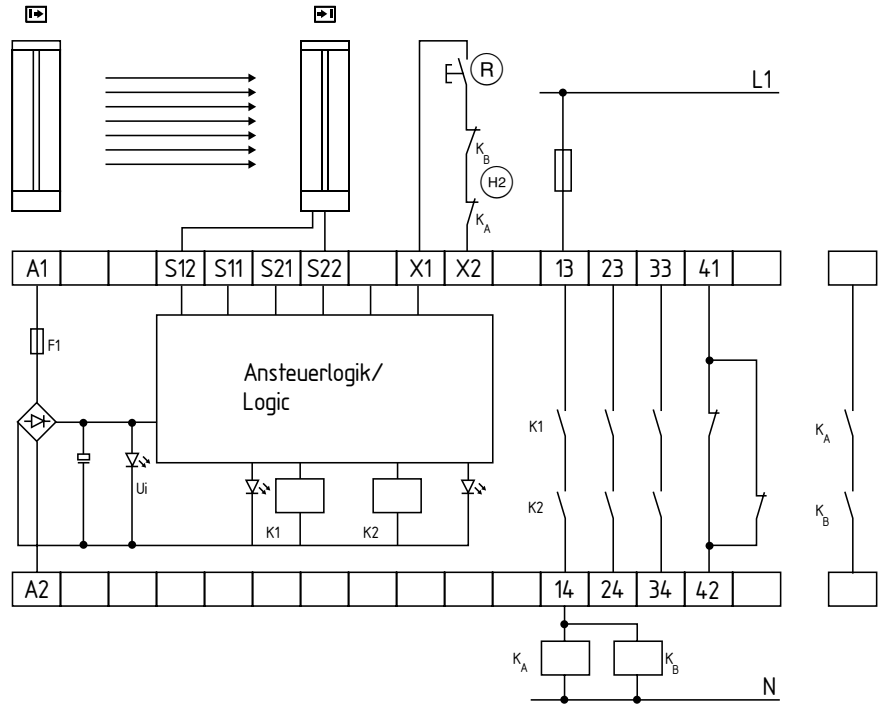 R
L1
K B
H2
K A
A1 S12 S11 S21 S22 X1 X2 13 23 33 41
F1
Ansteuerlogik/
Logic
K1
K A
Ui
K2
K B
K1 K2
A2 14 24 34 42
K A K B
N